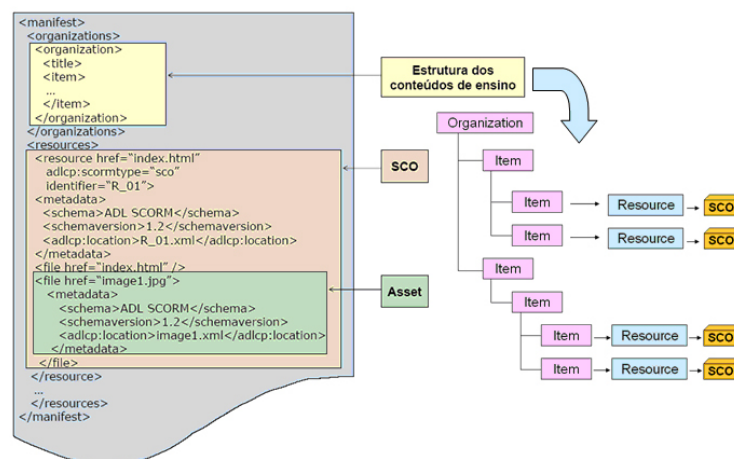 <manifest>
<organizations>
<organization>
<title>
<item>
...
</item>
</organization>
</organizations>
<resources>
<resource href="index.html"
adlcp:scormtype="sco"
identifier="R_01">
<metadata>
<schema>ADL SCORM</schema>
<schemaversion>1.2</schemaversion>
<adlcp:location>R_01.xml</adlcp:location>
</metadata>
<file href="index.html" />
<file href="image1.jpg">
<metadata>
<schema>ADL SCORM</schema>
<schemaversion>1.2</schemaversion>
<adlcp:location>image1.xml</adlcp:location>
</metadata>
</file>
</resource>
...
</resources>
</manifest>
Estrutura dos
conteúdos de ensino
SCO
Asset
Organization
Item
Item Resource SCO
Item Resource SCO
Item
Item
Item Resource SCO
Item Resource SCO